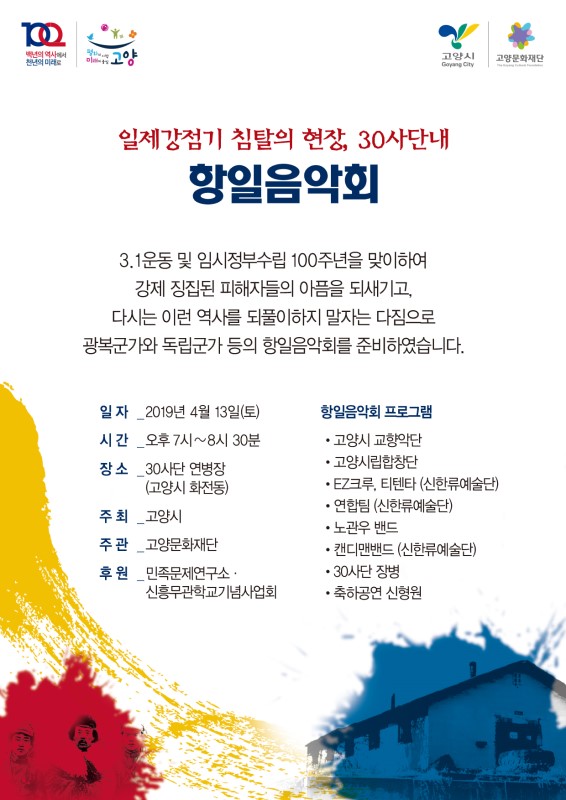 100
백년의 역사에서
천년의 미래로
평화의 시작
미래의 중심 고양
고양시
Goyang City
고양문화재단
The Goyang Cultural Foundation
일제강점기 침탈의 현장, 30사단내
항일음악회
3.1운동 및 임시정부수립 100주년을 맞이하여
강제 징집된 피해자들의 아픔을 되새기고,
다시는 이런 역사를 되풀이하지 말자는 다짐으로
광복군가와 독립군가 등의 항일음악회를 준비하였습니다.
일 자 _2019년 4월 13일(토)
시 간 _오후 7시~8시 30분
장 소 _30사단 연병장
(고양시 화전동)
주 최 _고양시
주 관 _고양문화재단
후 원 _민족문제연구소 ·
신흥무관학교기념사업회
항일음악회 프로그램
• 고양시 교향악단
• 고양시립합창단
• EZ크루, 티텐타 (신한류예술단)
• 연합팀 (신한류예술단)
• 노관우 밴드
• 캔디맨밴드 (신한류예술단)
• 30사단 장병
• 축하공연 신형원